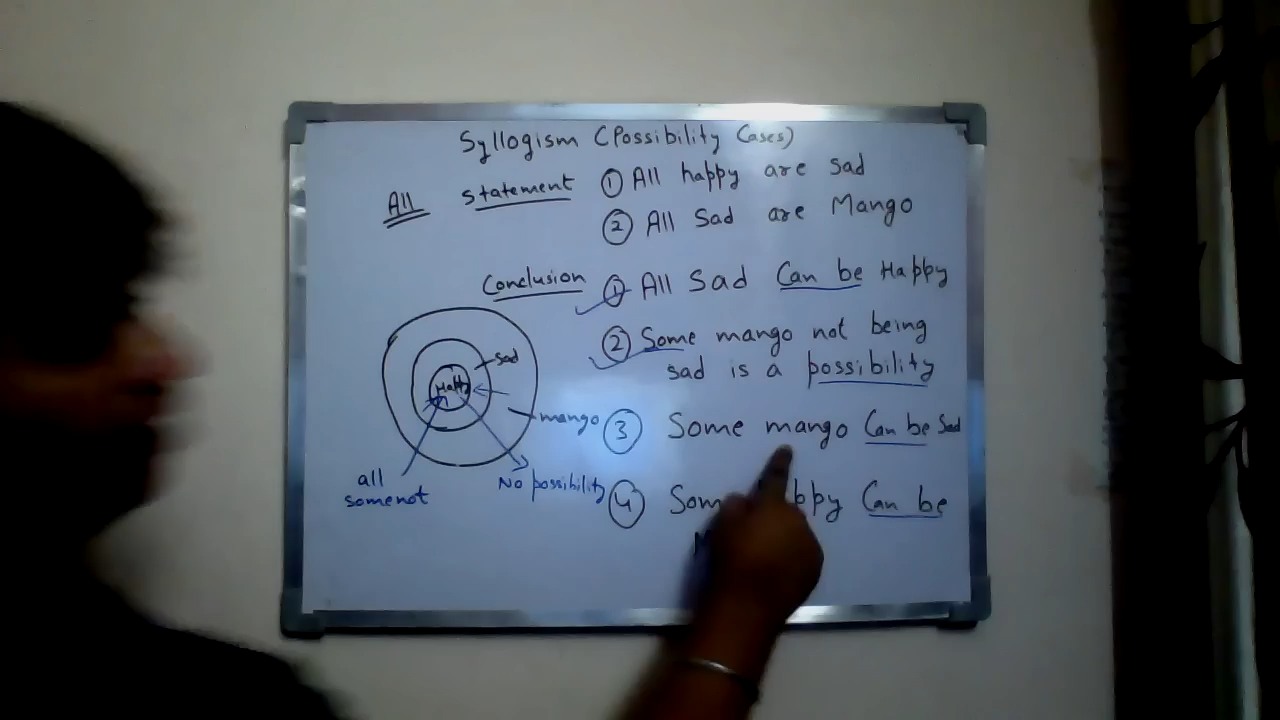 Syllogism (Possibility Cases)
All statement ① All happy are sad
② All Sad are Mango
Conclusion ① All Sad Can be Happy
② Some mango not being
sad is a possibility
③ Some mango Can be Sad
④ Can be
Happy
sad
mango
all
somenot
No possibility